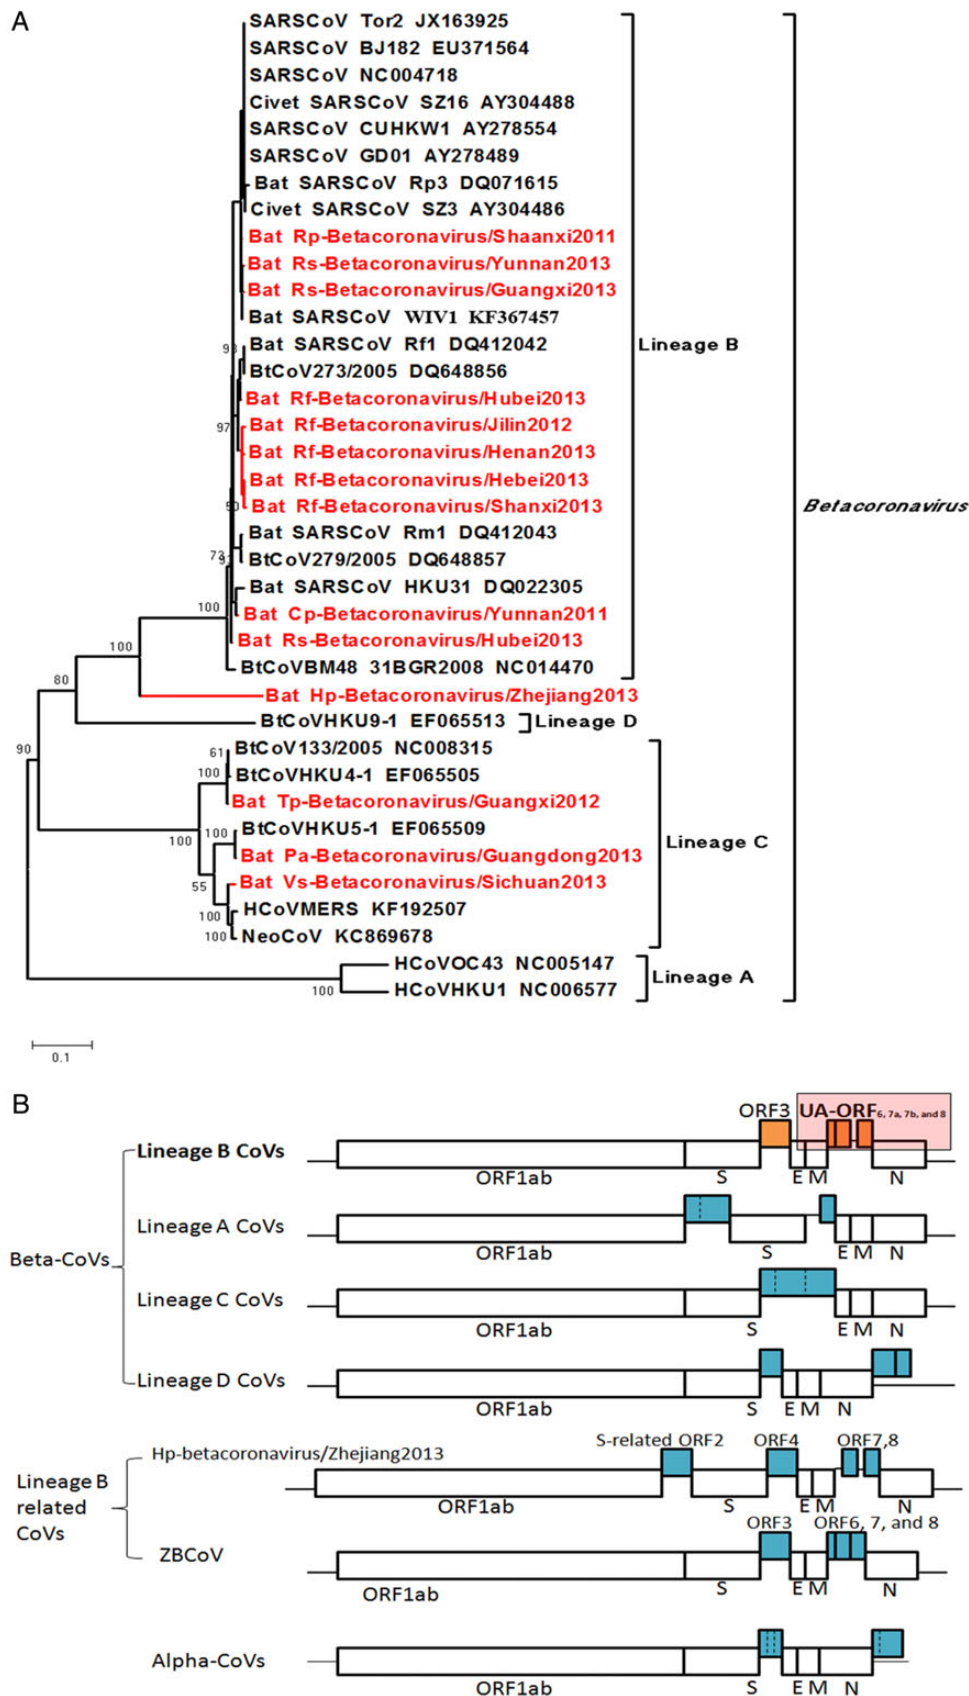 A
SARSCoV Tor2 JX163925
SARSCoV BJ182 EU371564
SARSCoV NC004718
Civet SARSCoV SZ16 AY304488
SARSCoV CUHKW1 AY278554
SARSCoV GD01 AY278489
Bat SARSCoV Rp3 DQ071615
Civet SARSCoV SZ3 AY304486
Bat Rp-Betacoronavirus/Shaanxi2011
Bat Rs-Betacoronavirus/Yunnan2013
Bat Rs-Betacoronavirus/Guangxi2013
Bat SARSCoV WIV1 KF367457
Bat SARSCoV Rf1 DQ412042
Lineage B
BtCoV273/2005 DQ648856
Bat Rf-Betacoronavirus/Hubei2013
97
Bat Rf-Betacoronavirus/Jilin2012
Bat Rf-Betacoronavirus/Henan2013
Bat Rf-Betacoronavirus/Hebei2013
Bat Rf-Betacoronavirus/Shanxi2013
Betacoronavirus
Bat SARSCoV Rm1 DQ412043
73
BtCoV279/2005 DQ648857
Bat SARSCoV HKU31 DQ022305
100
Bat Cp-Betacoronavirus/Yunnan2011
Bat Rs-Betacoronavirus/Hubei2013
100
BtCoVBM48 31BGR2008 NC014470
80
Bat Hp-Betacoronavirus/Zhejiang2013
BtCoVHKU9-1 EF065513
Lineage D
90
61
BtCoV133/2005 NC008315
100
BtCoVHKU4-1 EF065505
Bat Tp-Betacoronavirus/Guangxi2012
100
100
BtCoVHKU5-1 EF065509
Lineage C
Bat Pa-Betacoronavirus/Guangdong2013
55
Bat Vs-Betacoronavirus/Sichuan2013
100
HCoVMERS KF192507
100
NeoCoV KC869678
HCoVOC43 NC005147
Lineage A
100
HCoVHKU1 NC006577
0.1
B
ORF3 UA-ORF6, 7a, 7b, and 8
Lineage B CoVs
ORF1ab S E M N
Lineage A CoVs
ORF1ab S E M N
Beta-CoVs
Lineage C CoVs
ORF1ab S E M N
Lineage D CoVs
ORF1ab S E M N
Hp-betacoronavirus/Zhejiang2013
S-related ORF2 ORF4 ORF7,8
ORF1ab S E M N
Lineage B
related
CoVs
ORF3 ORF6, 7, and 8
ZBCoV
ORF1ab S E M N
Alpha-CoVs
ORF1ab S E M N